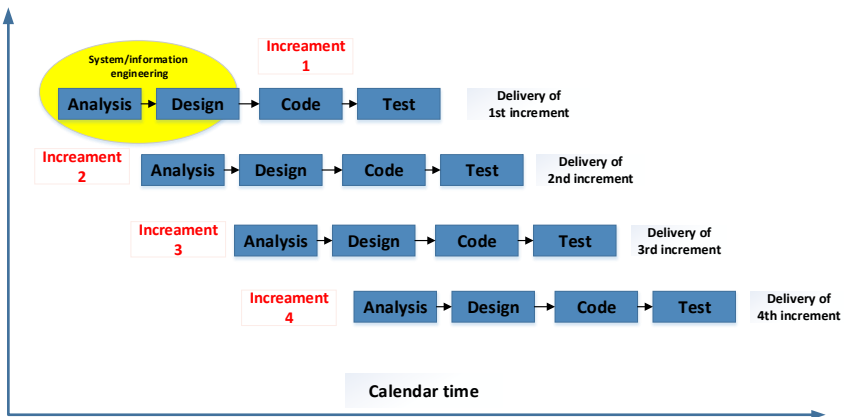 System/information
engineering
Increament
1
Analysis Design Code Test
Delivery of
1st increment
Increament
2
Analysis Design Code Test
Delivery of
2nd increment
Increament
3
Analysis Design Code Test
Delivery of
3rd increment
Increament
4
Analysis Design Code Test
Delivery of
4th increment
Calendar time